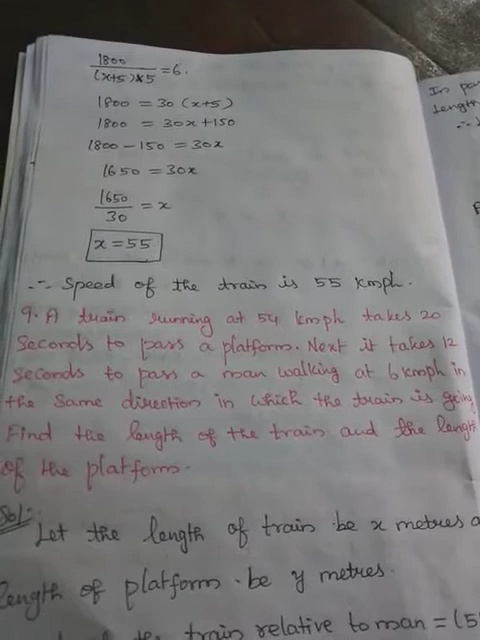 1800
(x+5)×5 = 6.
1800 = 30 (x+5)
1800 = 30x+150
1800 - 150 = 30x
1650 = 30x
1650
30 = x
x = 55
∴ Speed of the train is 55 kmph.
9. A train running at 54 kmph takes 20
seconds to pass a platform. Next it takes 12
seconds to pass a man walking at 6 kmph in
the same direction in which the train is going
Find the length of the train and the length
of the platform.
Sol:-
Let the length of train be x metres
length of platform be y metres.
train relative to man = (5
In
length